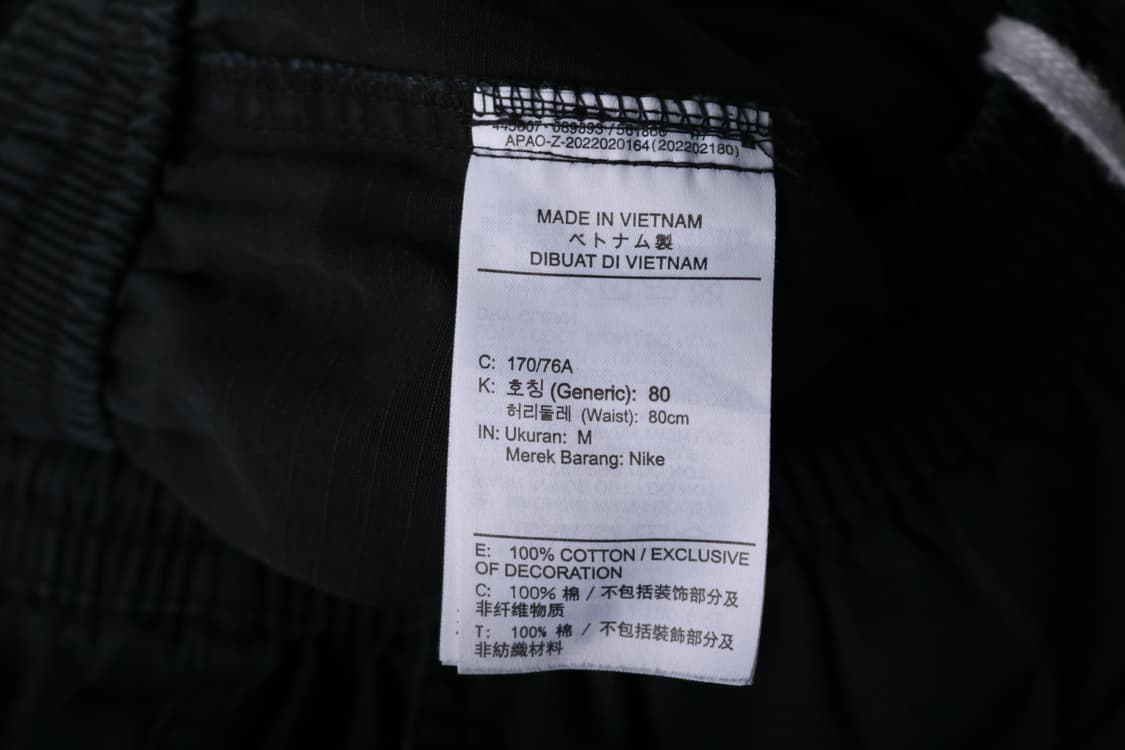 APAO-Z-2022020164(202202180)
MADE IN VIETNAM
ベトナム製
DIBUAT DI VIETNAM
C: 170/76A
K: 호칭 (Generic): 80
허리둘레 (Waist): 80cm
IN: Ukuran: M
Merek Barang: Nike
E: 100% COTTON / EXCLUSIVE
OF DECORATION
C: 100% 棉 / 不包括装饰部分及
非纤维物质
T: 100% 棉 / 不包括裝飾部分及
非紡織材料